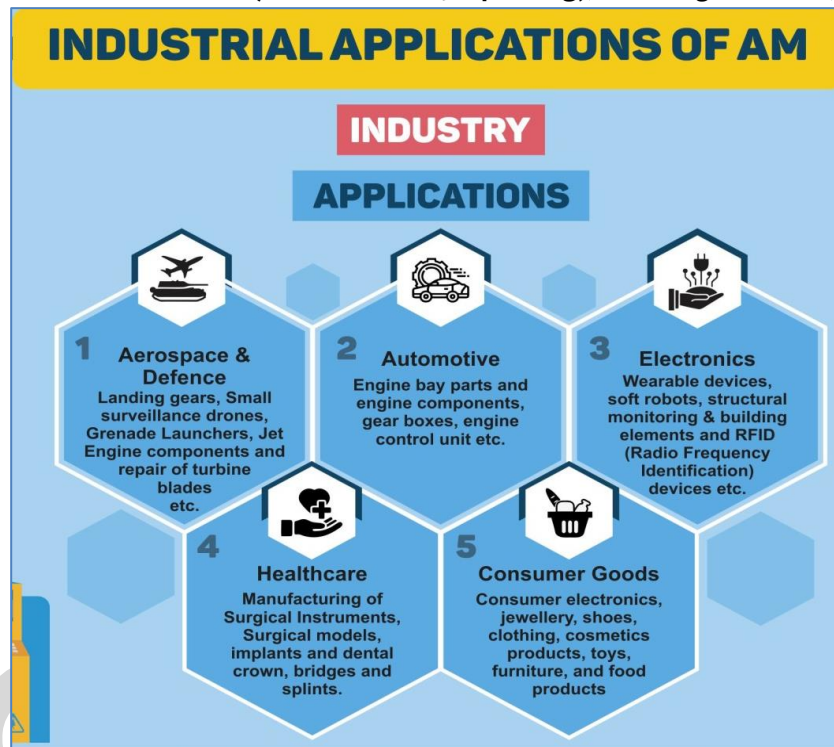 INDUSTRIAL APPLICATIONS OF AM
INDUSTRY
APPLICATIONS
1
Aerospace &
Defence
Landing gears, Small
surveillance drones,
Grenade Launchers, Jet
Engine components and
repair of turbine
blades
etc.
2
Automotive
Engine bay parts and
engine components,
gear boxes, engine
control unit etc.
3
Electronics
Wearable devices,
soft robots, structural
monitoring & building
elements and RFID
(Radio Frequency
Identification)
devices etc.
4
Healthcare
Manufacturing of
Surgical Instruments,
Surgical models,
implants and dental
crown, bridges and
splints.
5
Consumer Goods
Consumer electronics,
jewellery, shoes,
clothing, cosmetics
products, toys,
furniture, and food
products